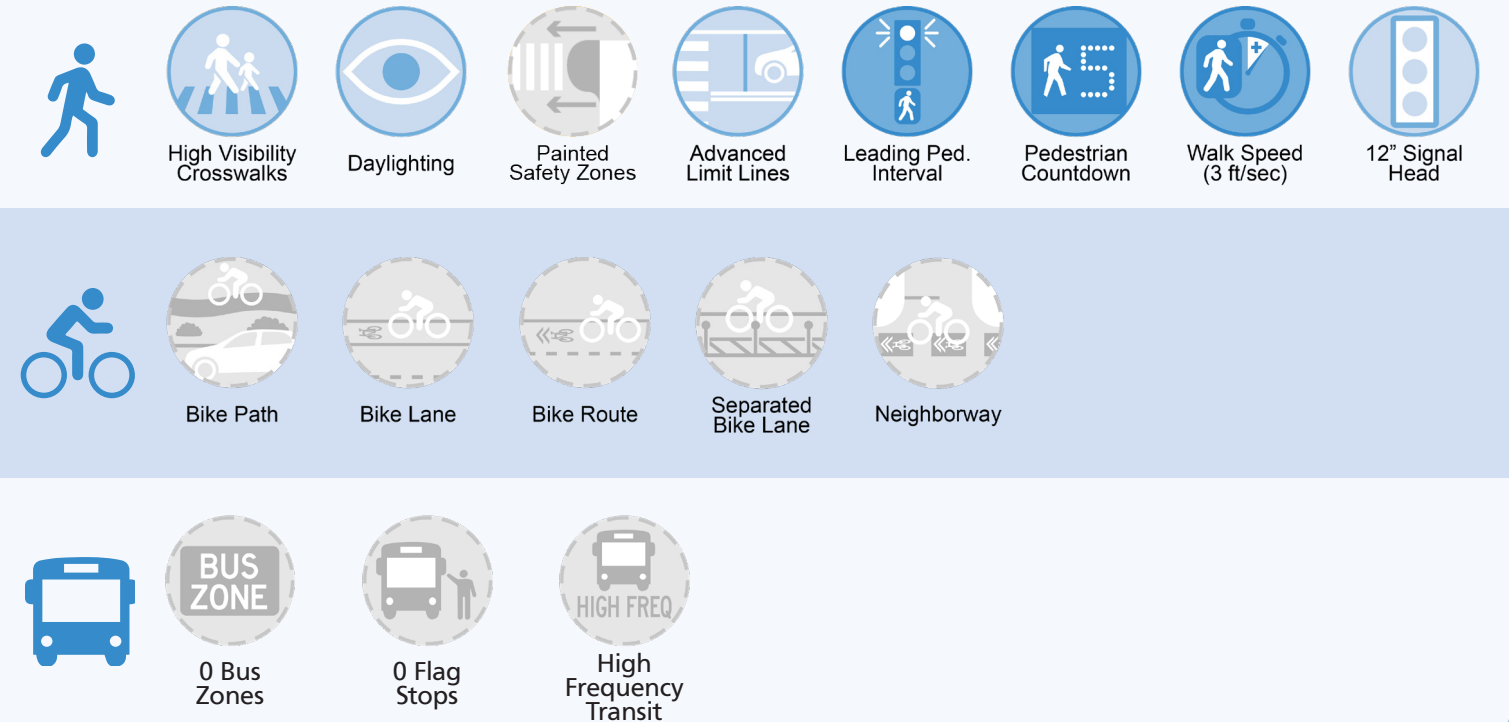 5
High Visibility
Crosswalks
Daylighting
Painted
Safety Zones
Advanced
Limit Lines
Leading Ped.
Interval
Pedestrian
Countdown
Walk Speed
(3 ft/sec)
12” Signal
Head
Bike Path
Bike Lane
Bike Route
Separated
Bike Lane
Neighborway
BUS
ZONE
HIGH FREQ
0 Bus
Zones
0 Flag
Stops
High
Frequency
Transit